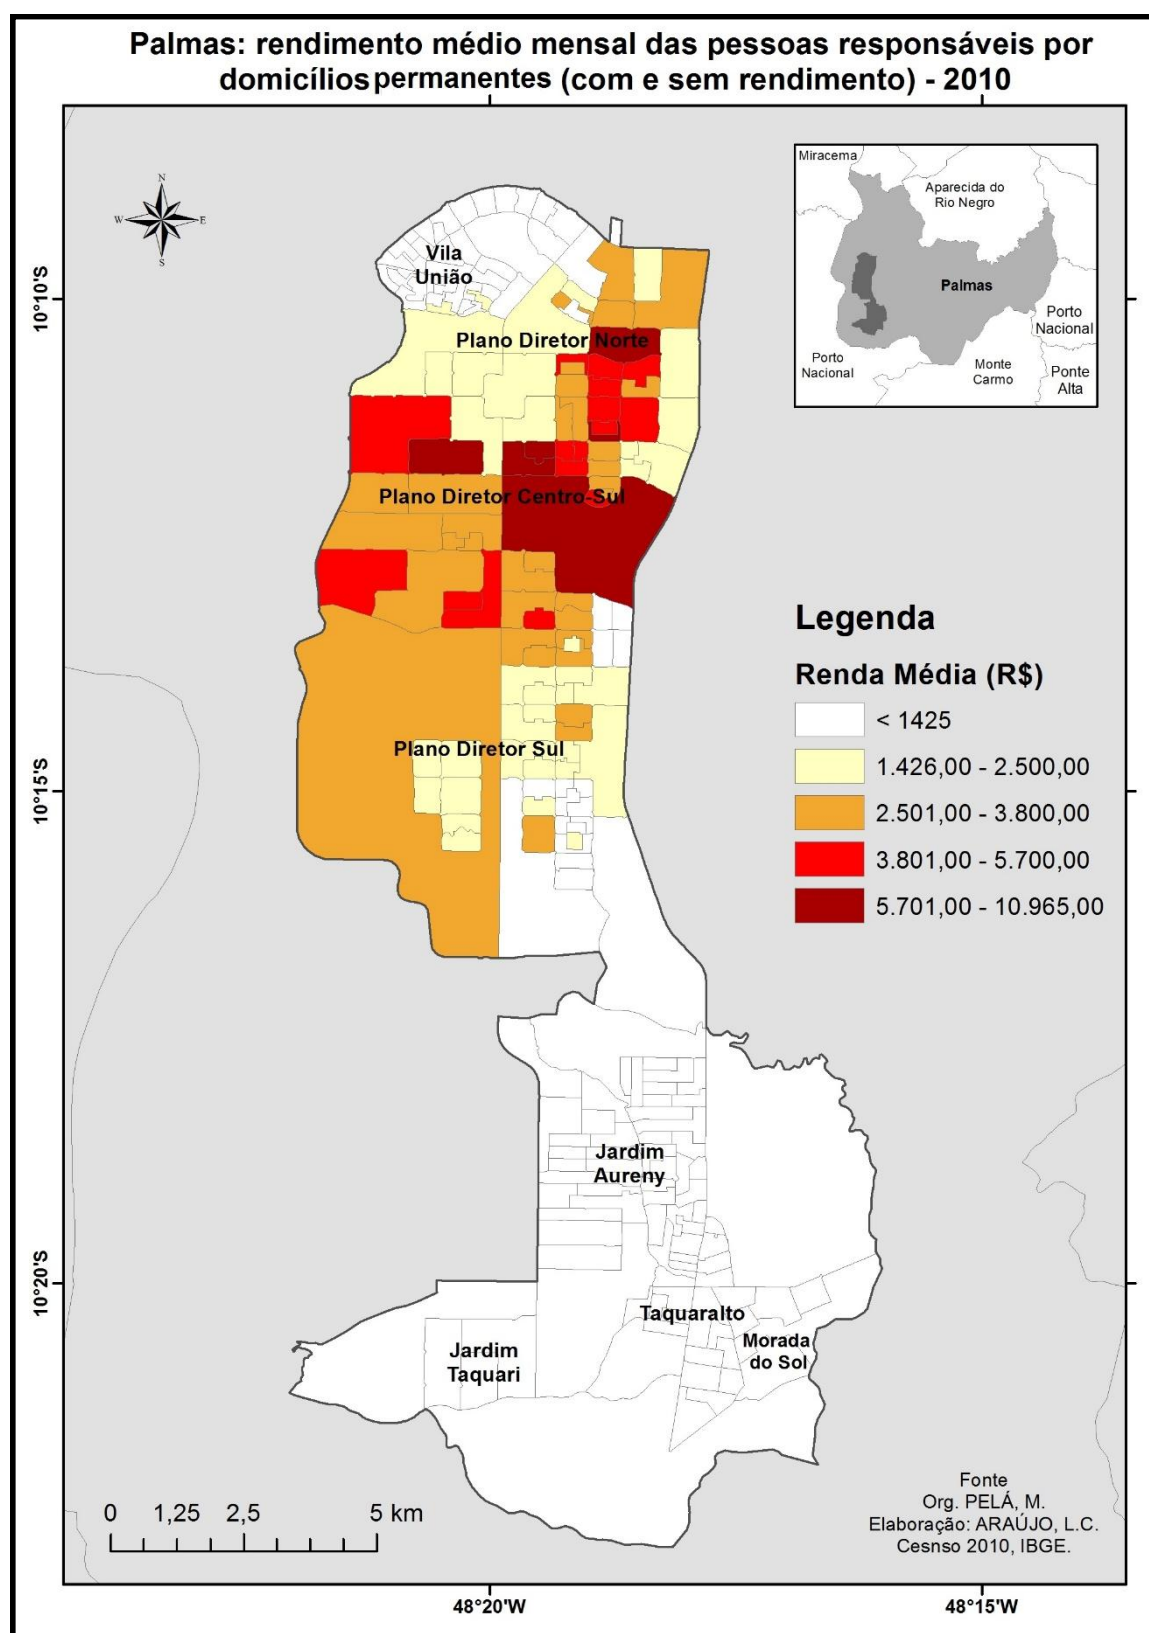 Palmas: rendimento médio mensal das pessoas responsáveis por
domicílios permanentes (com e sem rendimento) - 2010
N
W
E
S
Miracema
Aparecida do
Rio Negro
Palmas
Porto
Nacional
Porto
Nacional
Monte
Carmo
Ponte
Alta
Vila
União
Plano Diretor Norte
Plano Diretor Centro-Sul
Plano Diretor Sul
Jardim
Aureny
Taquaralto
Morada
do Sol
Jardim
Taquari
10°10'S
10°15'S
10°20'S
Legenda
Renda Média (R$)
< 1425
1.426,00 - 2.500,00
2.501,00 - 3.800,00
3.801,00 - 5.700,00
5.701,00 - 10.965,00
0 1,25 2,5 5 km
Fonte
Org. PELÁ, M.
Elaboração: ARAÚJO, L.C.
Cesnso 2010, IBGE.
48°20'W
48°15'W